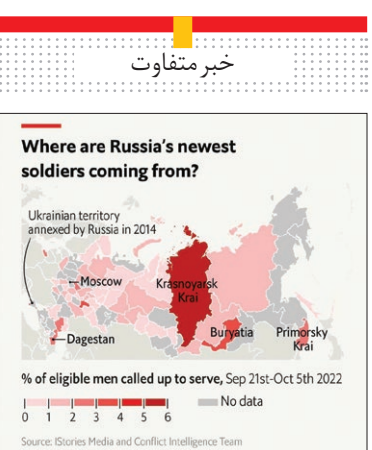 خبر متفاوت
Where are Russia's newest
soldiers coming from?
Ukrainian territory
annexed by Russia in 2014
Moscow
Krasnoyarsk
Krai
Dagestan
Buryatia
Primorsky
Krai
% of eligible men called up to serve, Sep 21st-Oct 5th 2022
0 1 2 3 4 5 6
No data
Source: IStories Media and Conflict Intelligence Team